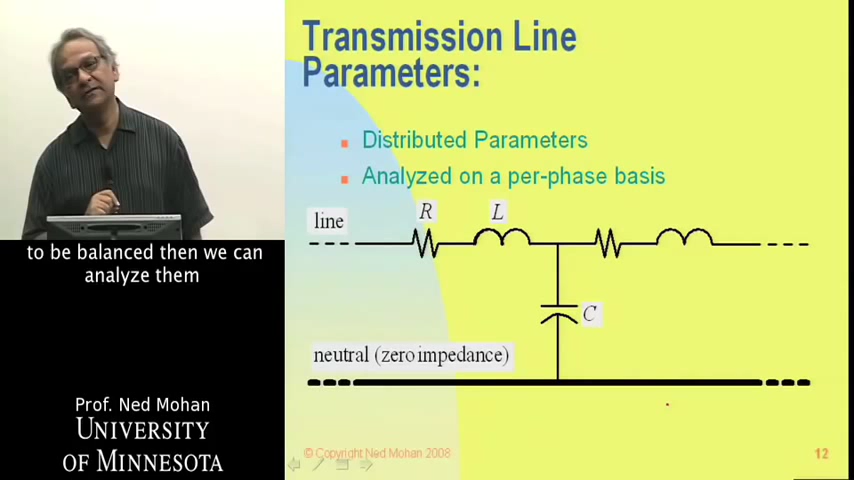 Transmission Line
Parameters:
Distributed Parameters
Analyzed on a per-phase basis
line
R
L
C
neutral (zero impedance)
to be balanced then we can
analyze them
Prof. Ned Mohan
UNIVERSITY
OF MINNESOTA
© Copyright Ned Mohan 2008
12